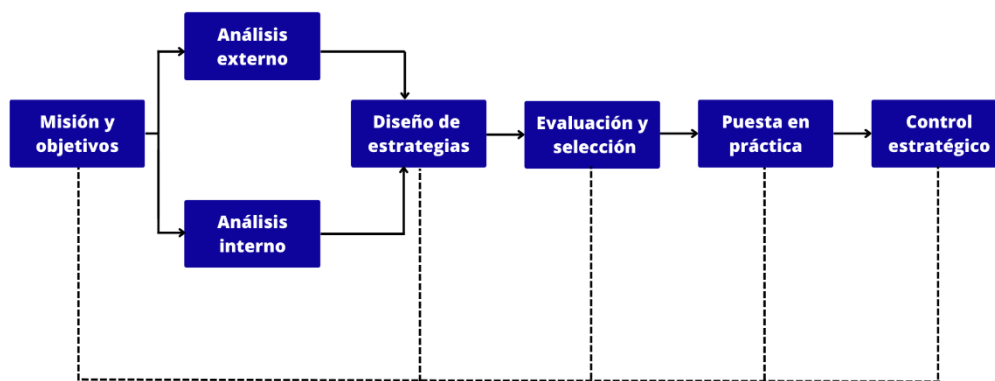 Análisis
externo
Misión y
objetivos
Diseño de
estrategias
Evaluación y
selección
Puesta en
práctica
Control
estratégico
Análisis
interno